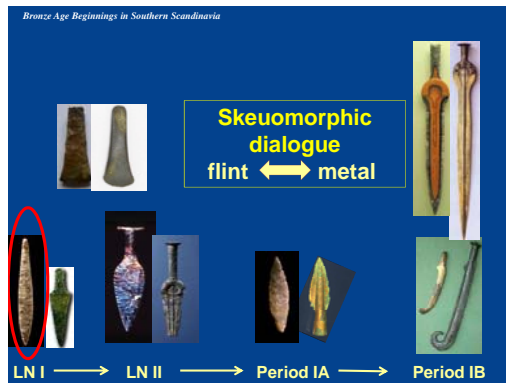 Bronze Age Beginnings in Southern Scandinavia
Skeuomorphic
dialogue
flint metal
LN I LN II Period IA Period IB